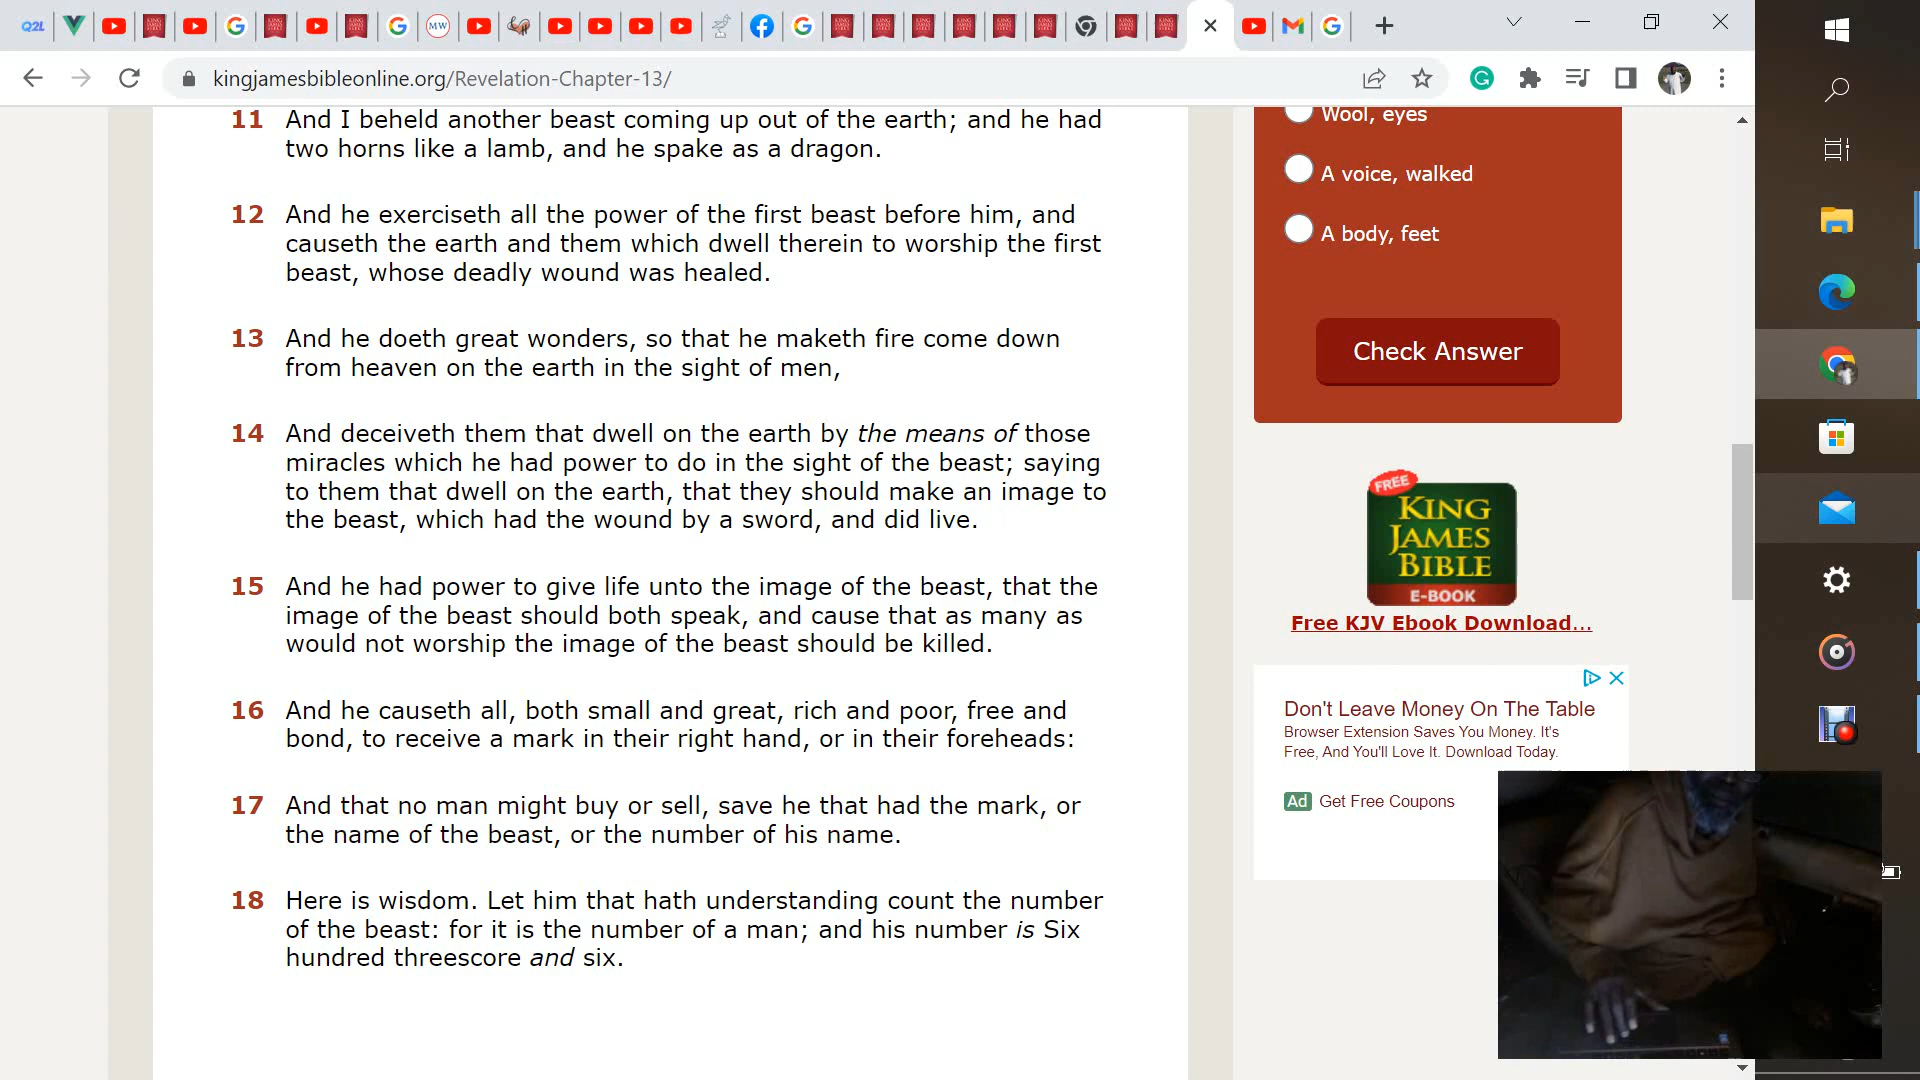 Q2L
MW
kingjamesbibleonline.org/Revelation-Chapter-13/
11 And I beheld another beast coming up out of the earth; and he had
two horns like a lamb, and he spake as a dragon.
12 And he exerciseth all the power of the first beast before him, and
causeth the earth and them which dwell therein to worship the first
beast, whose deadly wound was healed.
13 And he doeth great wonders, so that he maketh fire come down
from heaven on the earth in the sight of men,
14 And deceiveth them that dwell on the earth by the means of those
miracles which he had power to do in the sight of the beast; saying
to them that dwell on the earth, that they should make an image to
the beast, which had the wound by a sword, and did live.
15 And he had power to give life unto the image of the beast, that the
image of the beast should both speak, and cause that as many as
would not worship the image of the beast should be killed.
16 And he causeth all, both small and great, rich and poor, free and
bond, to receive a mark in their right hand, or in their foreheads:
17 And that no man might buy or sell, save he that had the mark, or
the name of the beast, or the number of his name.
18 Here is wisdom. Let him that hath understanding count the number
of the beast: for it is the number of a man; and his number is Six
hundred threescore and six.
Wool, eyes
A voice, walked
A body, feet
Check Answer
FREE
KING
JAMES
BIBLE
E-BOOK
Free KJV Ebook Download...
Don't Leave Money On The Table
Browser Extension Saves You Money. It's
Free, And You'll Love It. Download Today.
Ad Get Free Coupons